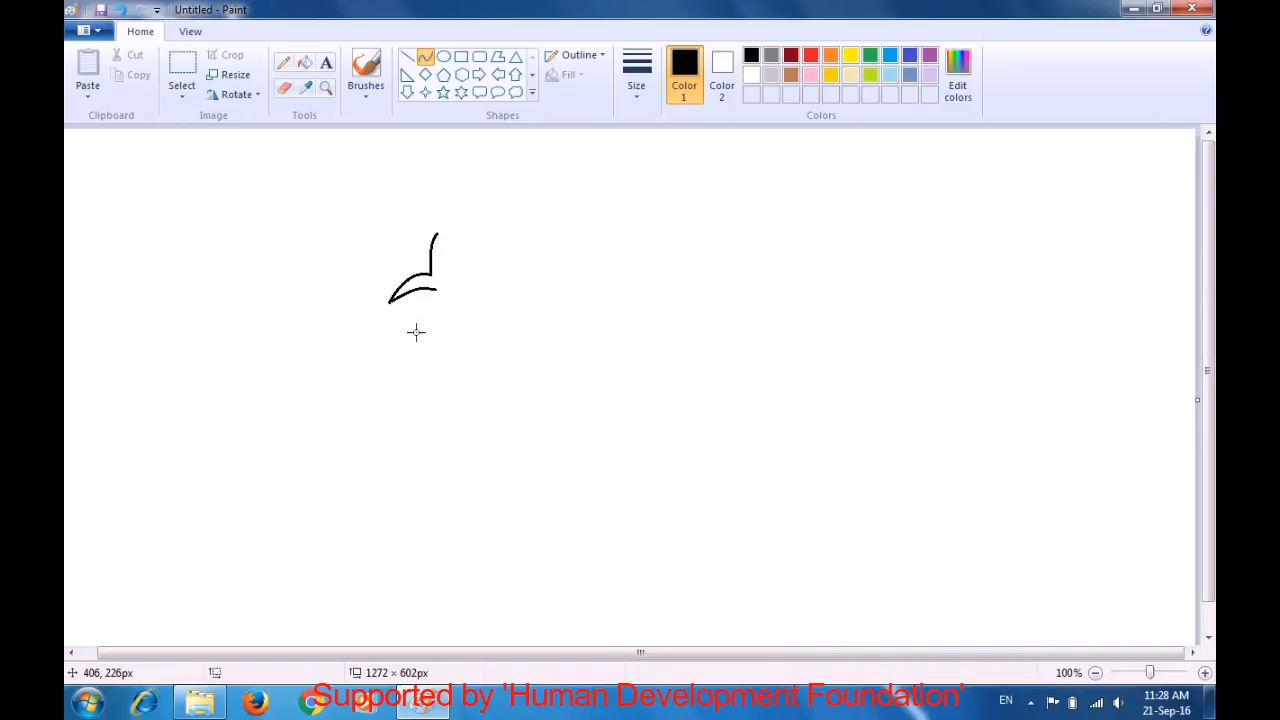 Untitled - Paint
Home
View
Paste
Cut
Copy
Clipboard
Select
Crop
Resize
Rotate
Image
A
Tools
Brushes
Outline
Fill
Shapes
Size
Color 1
Color 2
Edit colors
Colors
406, 226px
1272 × 602px
100%
EN
11:28 AM
21-Sep-16
Supported by 'Human Development Foundation'